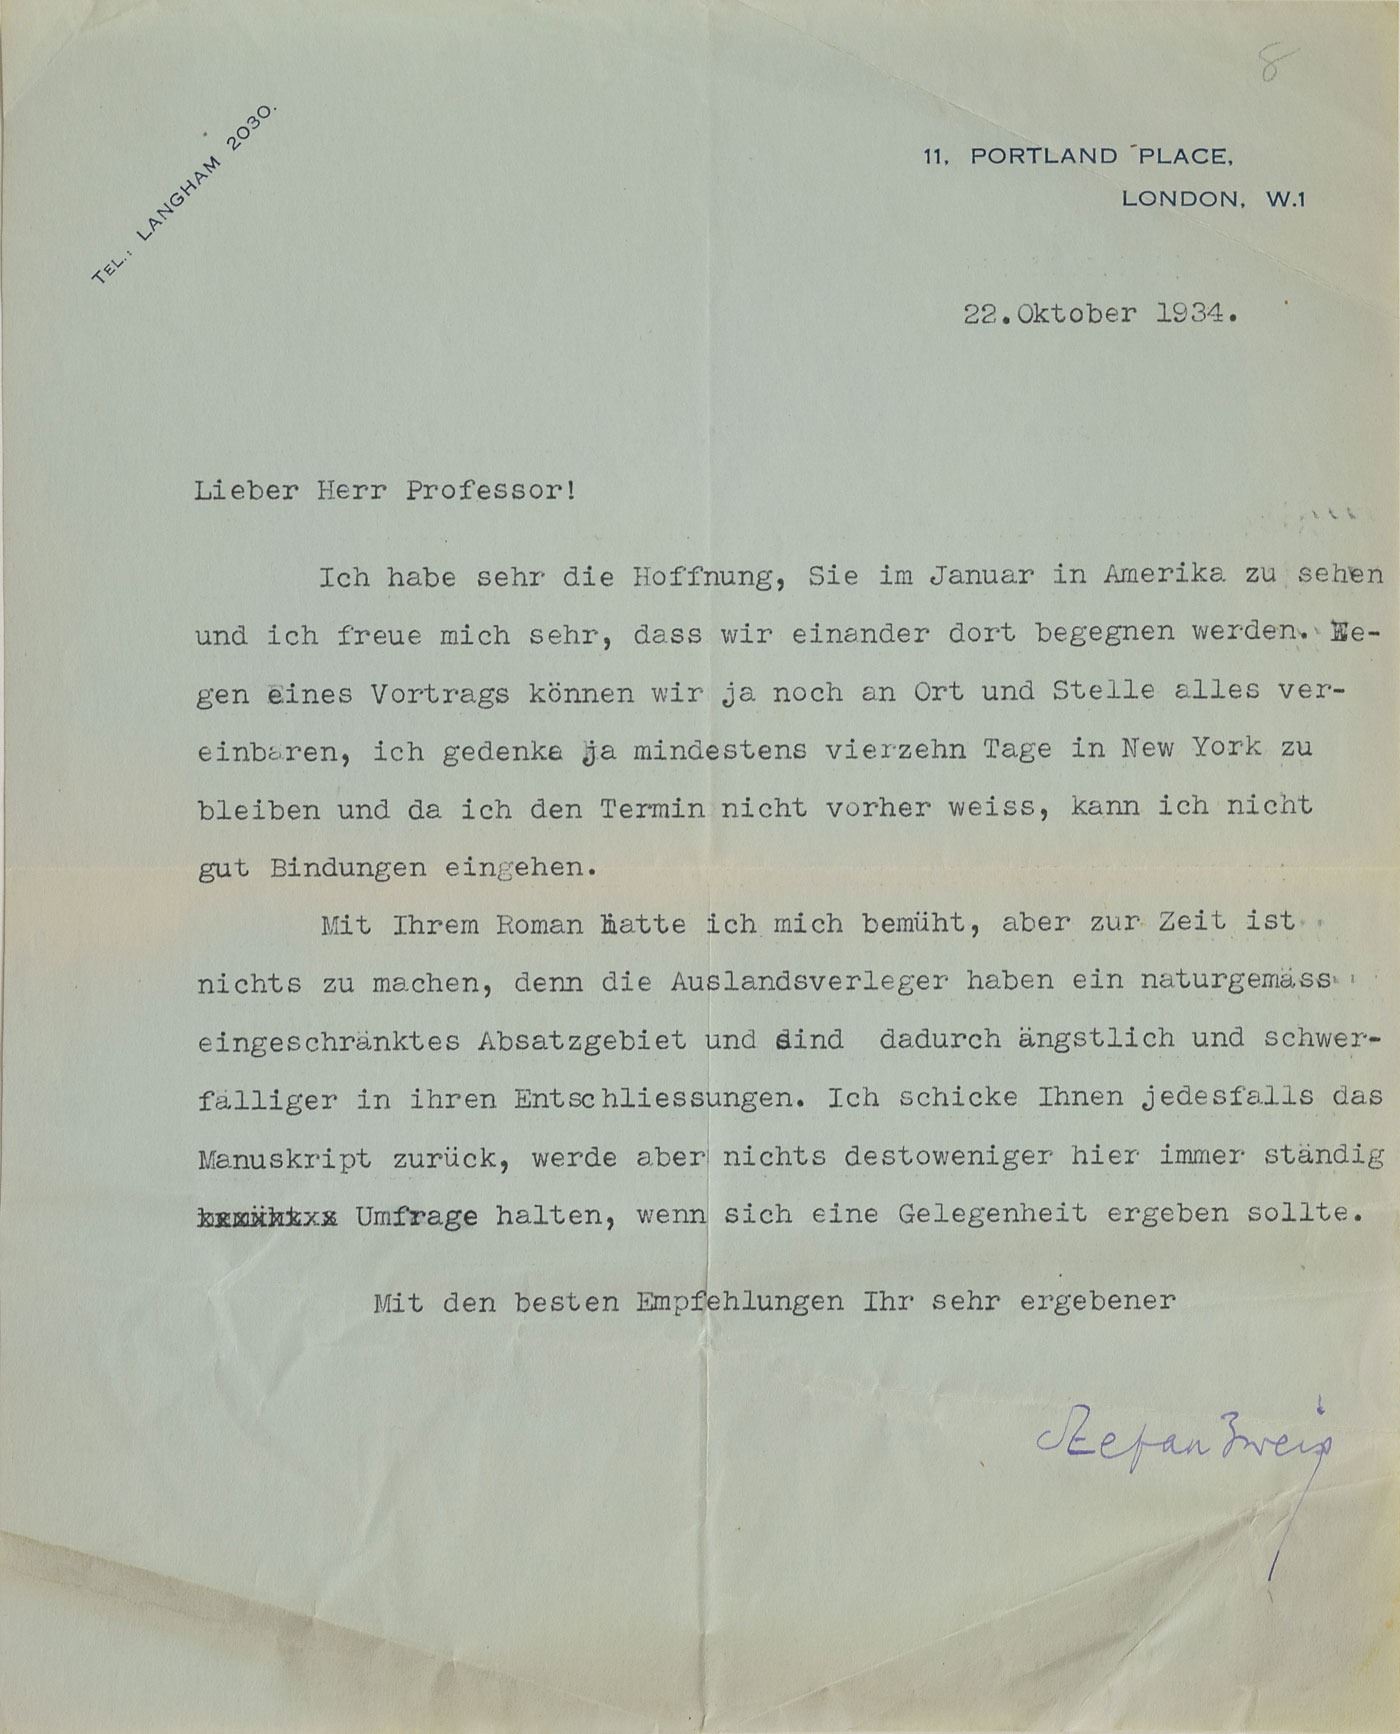 8
TEL.: LANGHAM 2030.
11, PORTLAND PLACE,
LONDON, W.1
22.Oktober 1934.
Lieber Herr Professor!
Ich habe sehr die Hoffnung, Sie im Januar in Amerika zu sehen
und ich freue mich sehr, dass wir einander dort begegnen werden. We-
gen eines Vortrags können wir ja noch an Ort und Stelle alles ver-
einbaren, ich gedenke ja mindestens vierzehn Tage in New York zu
bleiben und da ich den Termin nicht vorher weiss, kann ich nicht
gut Bindungen eingehen.
Mit Ihrem Roman hatte ich mich bemüht, aber zur Zeit ist
nichts zu machen, denn die Auslandsverleger haben ein naturgemäss
eingeschränktes Absatzgebiet und sind dadurch ängstlich und schwer-
fälliger in ihren Entschliessungen. Ich schicke Ihnen jedesfalls das
Manuskript zurück, werde aber nichts destoweniger hier immer ständig
Umfrage halten, wenn sich eine Gelegenheit ergeben sollte.
Mit den besten Empfehlungen Ihr sehr ergebener
Stefan Zweig